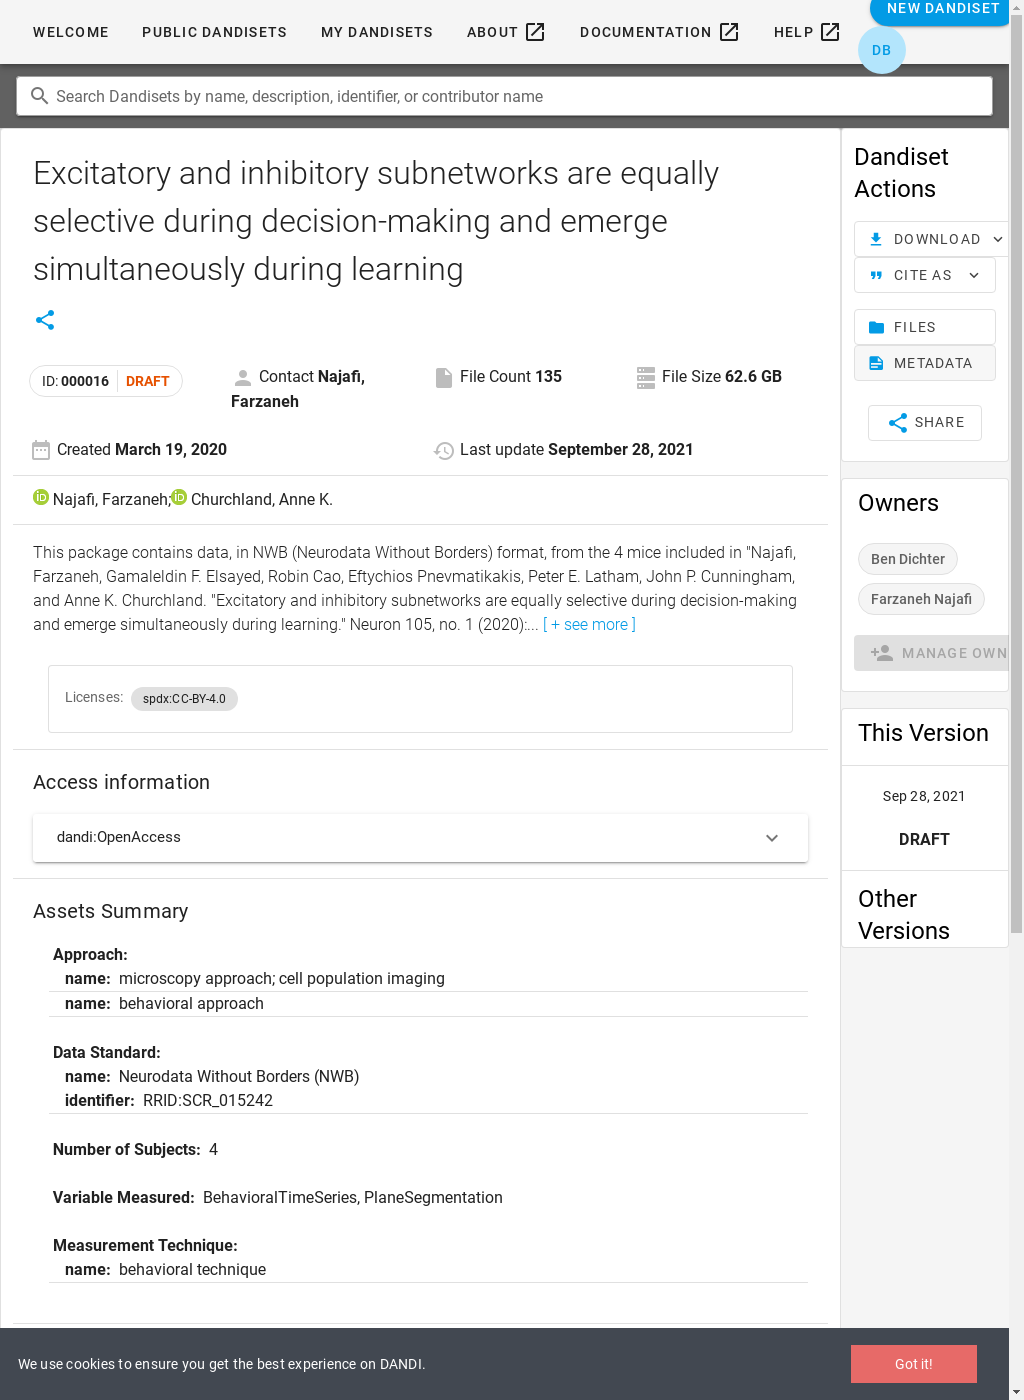 WELCOME PUBLIC DANDISETS MY DANDISETS ABOUT DOCUMENTATION HELP NEW DANDISET
DB
Search Dandisets by name, description, identifier, or contributor name
Excitatory and inhibitory subnetworks are equally
selective during decision-making and emerge
simultaneously during learning
ID: 000016 DRAFT
Contact Najafi,
Farzaneh
File Count 135
File Size 62.6 GB
Created March 19, 2020
Last update September 28, 2021
iD Najafi, Farzaneh; iD Churchland, Anne K.
This package contains data, in NWB (Neurodata Without Borders) format, from the 4 mice included in "Najafi,
Farzaneh, Gamaleldin F. Elsayed, Robin Cao, Eftychios Pnevmatikakis, Peter E. Latham, John P. Cunningham,
and Anne K. Churchland. "Excitatory and inhibitory subnetworks are equally selective during decision-making
and emerge simultaneously during learning." Neuron 105, no. 1 (2020):... [ + see more ]
Licenses: spdx:CC-BY-4.0
Access information
dandi:OpenAccess
Assets Summary
Approach:
name: microscopy approach; cell population imaging
name: behavioral approach
Data Standard:
name: Neurodata Without Borders (NWB)
identifier: RRID:SCR_015242
Number of Subjects: 4
Variable Measured: BehavioralTimeSeries, PlaneSegmentation
Measurement Technique:
name: behavioral technique
Dandiset
Actions
DOWNLOAD
CITE AS
FILES
METADATA
SHARE
Owners
Ben Dichter
Farzaneh Najafi
MANAGE OWN
This Version
Sep 28, 2021
DRAFT
Other
Versions
We use cookies to ensure you get the best experience on DANDI.
Got it!